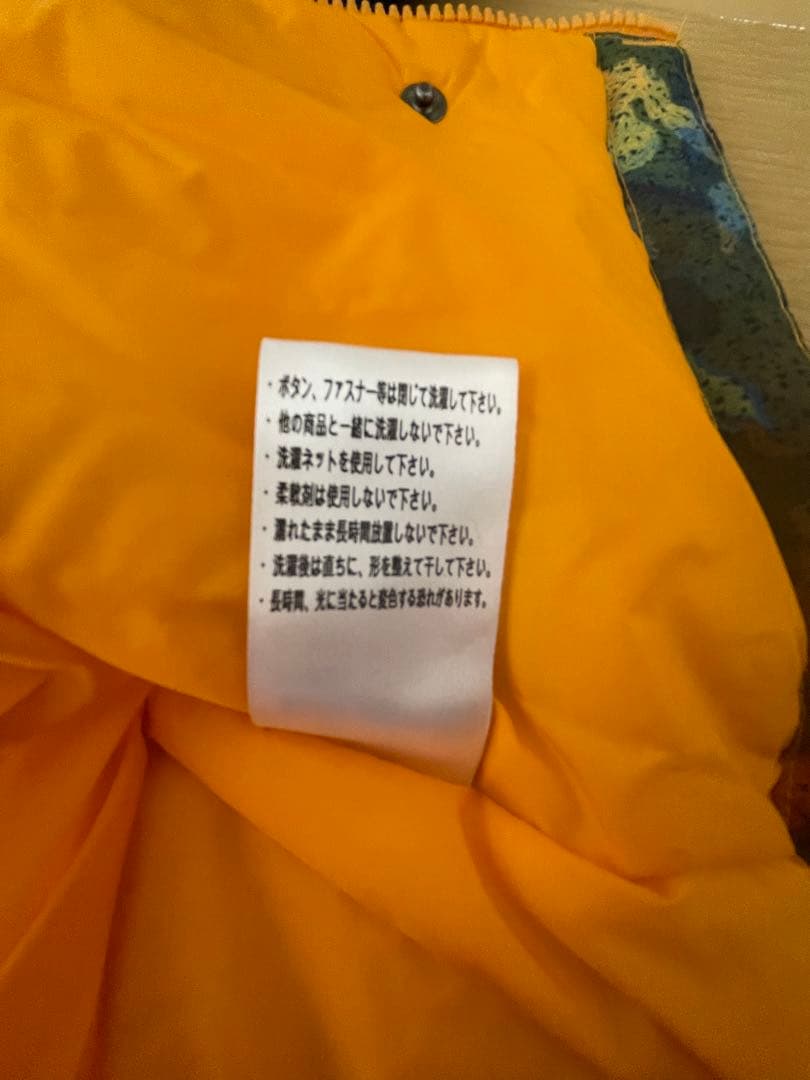 ・ボタン、ファスナー等は閉じて洗濯して下さい。
・他の商品と一緒に洗濯しないで下さい。
・洗濯ネットを使用して下さい。
・柔軟剤は使用しないで下さい。
・濡れたまま長時間放置しないで下さい。
・洗濯後は直ちに、形を整えて干して下さい。
・長時間、光に当たると変色する恐れがあります。